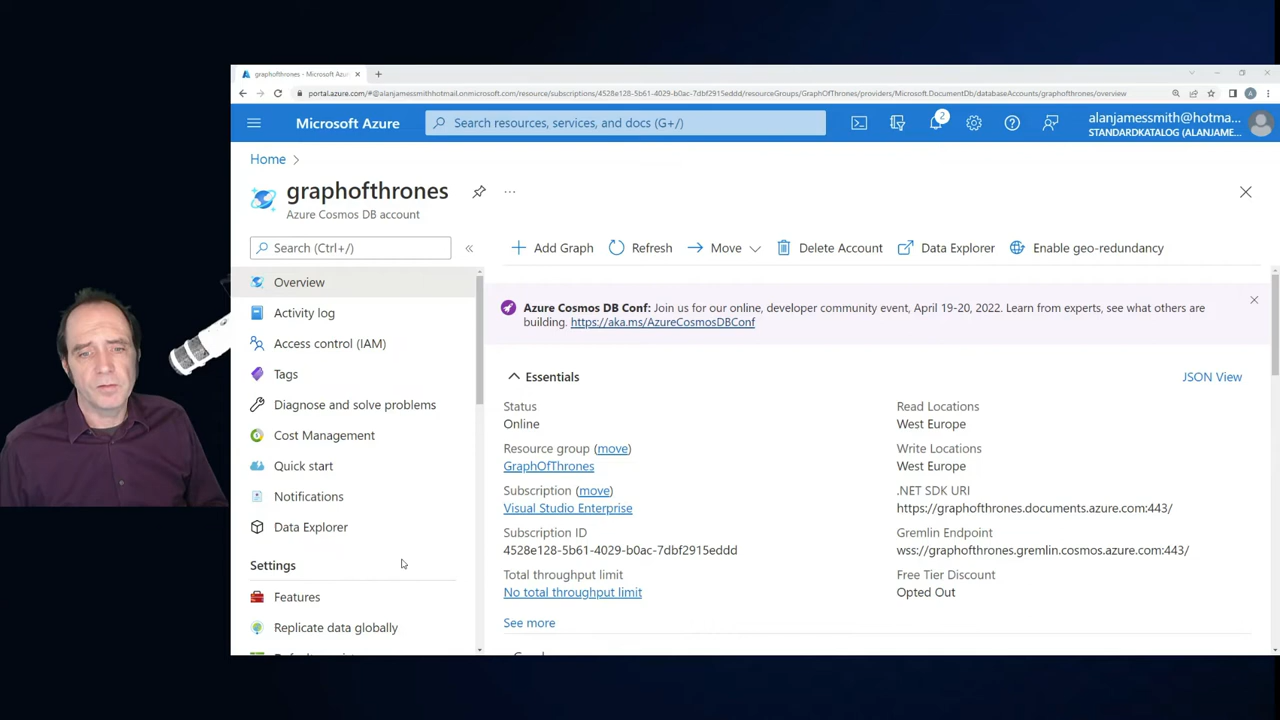 graphofthrones - Microsoft Azu
portal.azure.com/#@alanjamessmithhotmail.onmicrosoft.com/resource/subscriptions/4528e128-5b61-4029-b0ac-7dbf2915eddd/resourceGroups/GraphOfThrones/providers/Microsoft.DocumentDb/databaseAccounts/graphofthrones/overview
Microsoft Azure
Search resources, services, and docs (G+/)
2
alanjamessmith@hotma...
STANDARDKATALOG (ALANJAME...
Home
graphofthrones
Azure Cosmos DB account
Search (Ctrl+/)
Add Graph
Refresh
Move
Delete Account
Data Explorer
Enable geo-redundancy
Overview
Activity log
Access control (IAM)
Tags
Diagnose and solve problems
Cost Management
Quick start
Notifications
Data Explorer
Settings
Features
Replicate data globally
Azure Cosmos DB Conf: Join us for our online, developer community event, April 19-20, 2022. Learn from experts, see what others are
building. https://aka.ms/AzureCosmosDBConf
Essentials
JSON View
Status
Online
Resource group (move)
GraphOfThrones
Subscription (move)
Visual Studio Enterprise
Subscription ID
4528e128-5b61-4029-b0ac-7dbf2915eddd
Total throughput limit
No total throughput limit
See more
Read Locations
West Europe
Write Locations
West Europe
.NET SDK URI
https://graphofthrones.documents.azure.com:443/
Gremlin Endpoint
wss://graphofthrones.gremlin.cosmos.azure.com:443/
Free Tier Discount
Opted Out